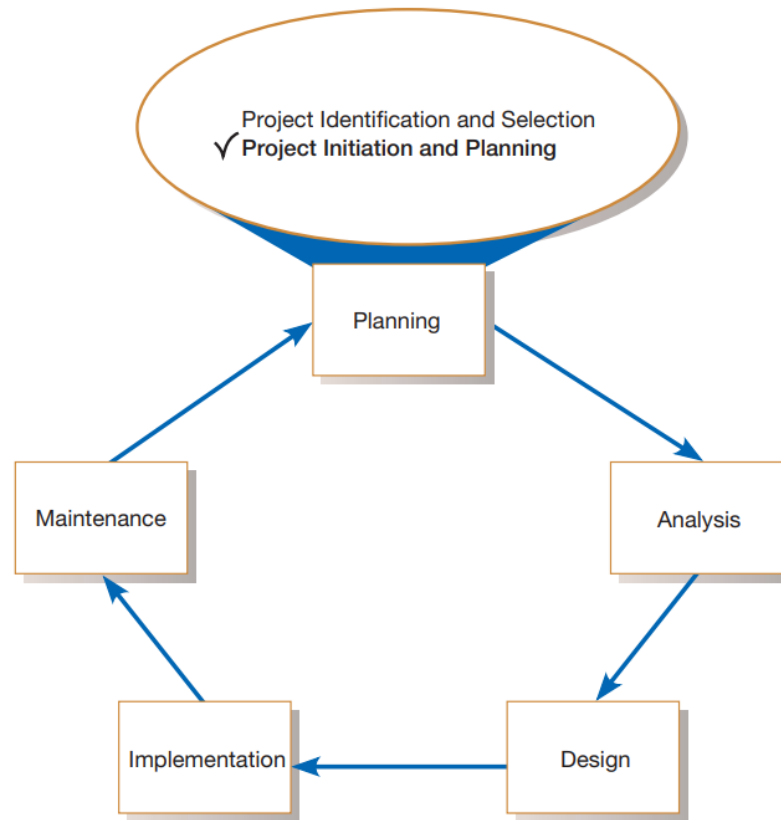 Project Identification and Selection
✓Project Initiation and Planning
Planning
Maintenance
Analysis
Implementation
Design